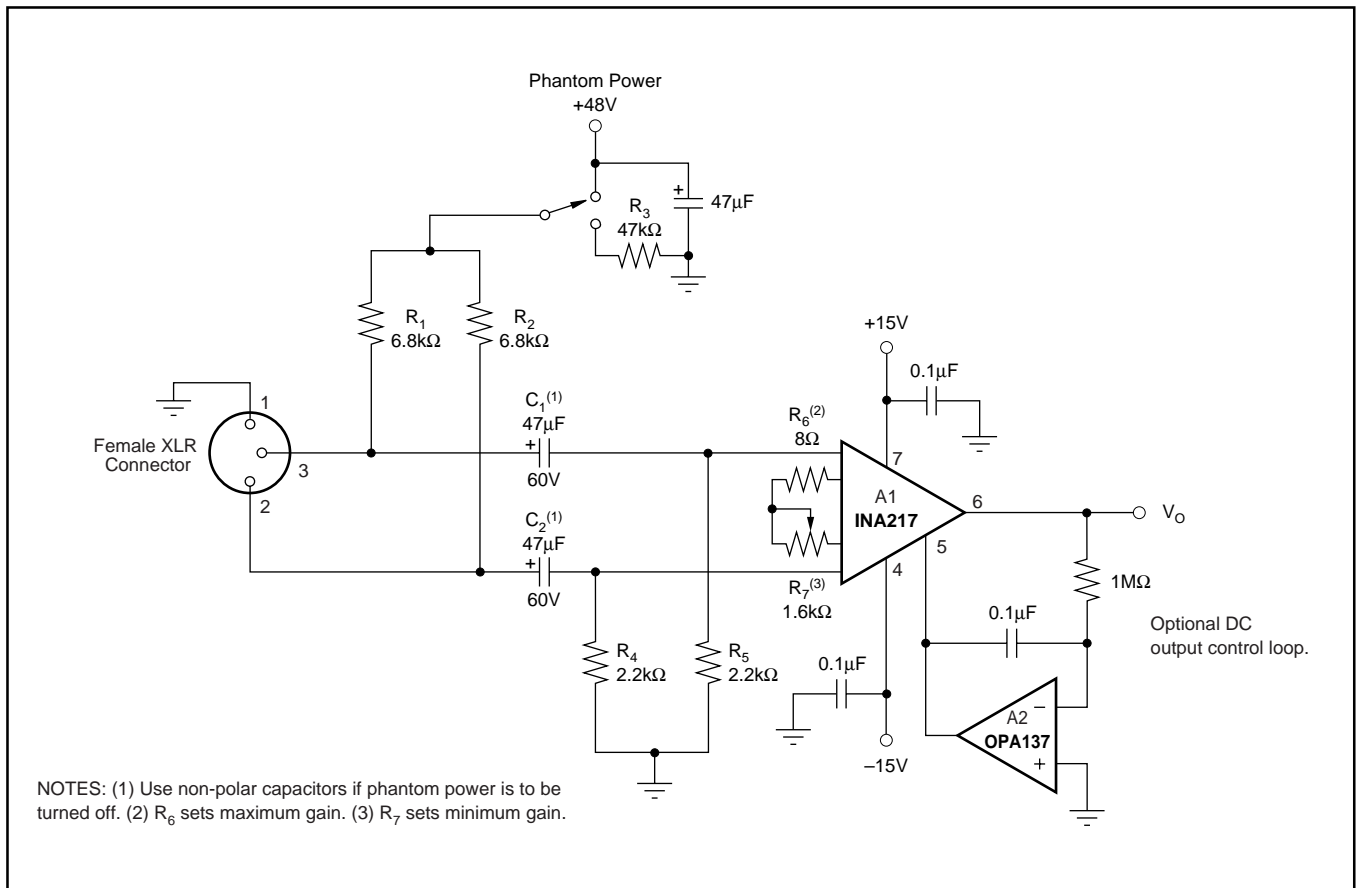 Phantom Power
+48V
+
47µF
R3
47kΩ
R1
6.8kΩ
R2
6.8kΩ
+15V
0.1µF
1
Female XLR
Connector
3
2
C1(1)
47µF
+
60V
C2(1)
47µF
+
60V
R6(2)
8Ω
7
A1
INA217
6
VO
5
4
R7(3)
1.6kΩ
1MΩ
0.1µF
Optional DC
output control loop.
R4
2.2kΩ
R5
2.2kΩ
0.1µF
–
A2
OPA137
+
–15V
NOTES: (1) Use non-polar capacitors if phantom power is to be
turned off. (2) R6 sets maximum gain. (3) R7 sets minimum gain.